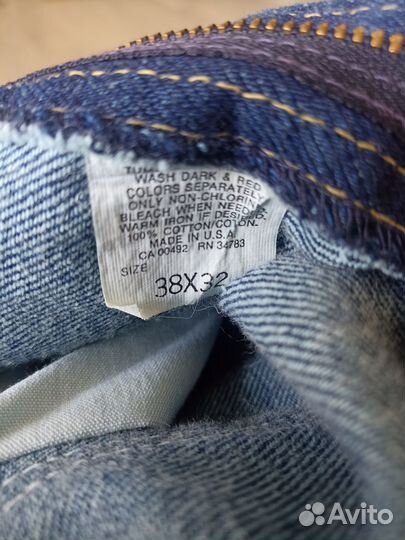 WASH DARK & RED
COLORS SEPARATELY
ONLY NON-CHLORINE
BLEACH WHEN NEEDED.
WARM IRON IF DESIRED.
100% COTTON/COTON
MADE IN U.S.A.
CA 00492 RN 34783
SIZE
38X32
Avito